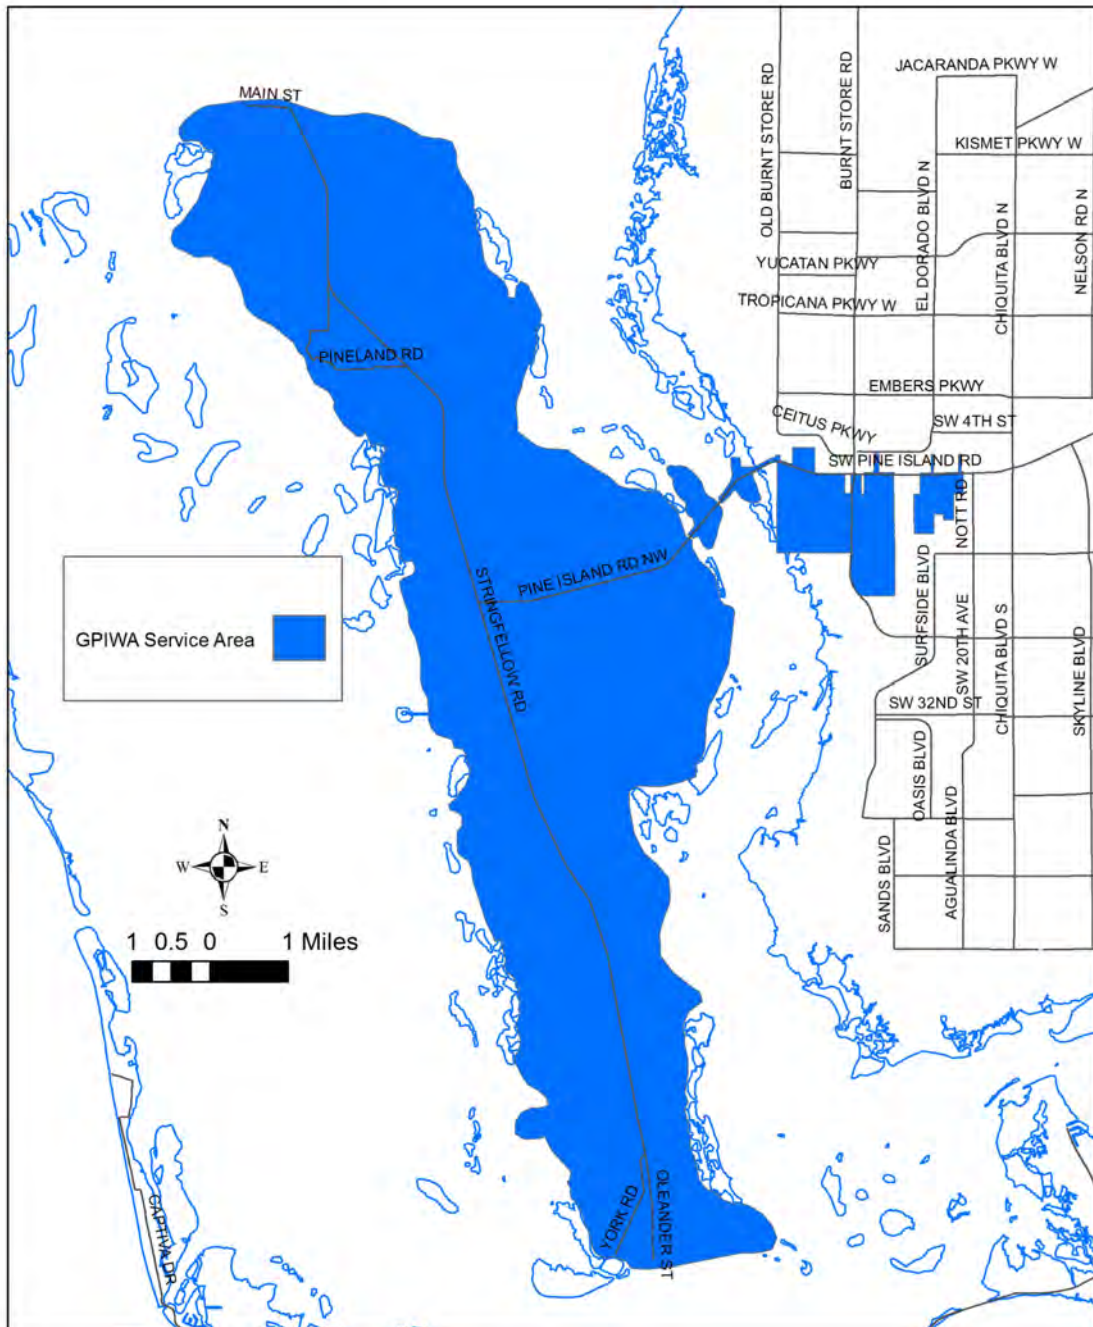 JACARANDA PKWY W
MAIN ST
OLD BURNT STORE RD
BURNT STORE RD
KISMET PKWY W
EL DORADO BLVD N
CHIQUITA BLVD N
NELSON RD N
YUCATAN PKWY
TROPICANA PKWY W
PINELAND RD
EMBERS PKWY
CEITUS PKWY
SW 4TH ST
SW PINE ISLAND RD
NOTT RD
PINE ISLAND RD NW
STRINGFELLOW RD
GPIWA Service Area
SURFSIDE BLVD
SW 20TH AVE
CHIQUITA BLVD S
SKYLINE BLVD
SW 32ND ST
OASIS BLVD
AGUALINDA BLVD
SANDS BLVD
N
W E
S
1 0.5 0 1 Miles
CAPTIVA DR
YORK RD
OLEANDER ST